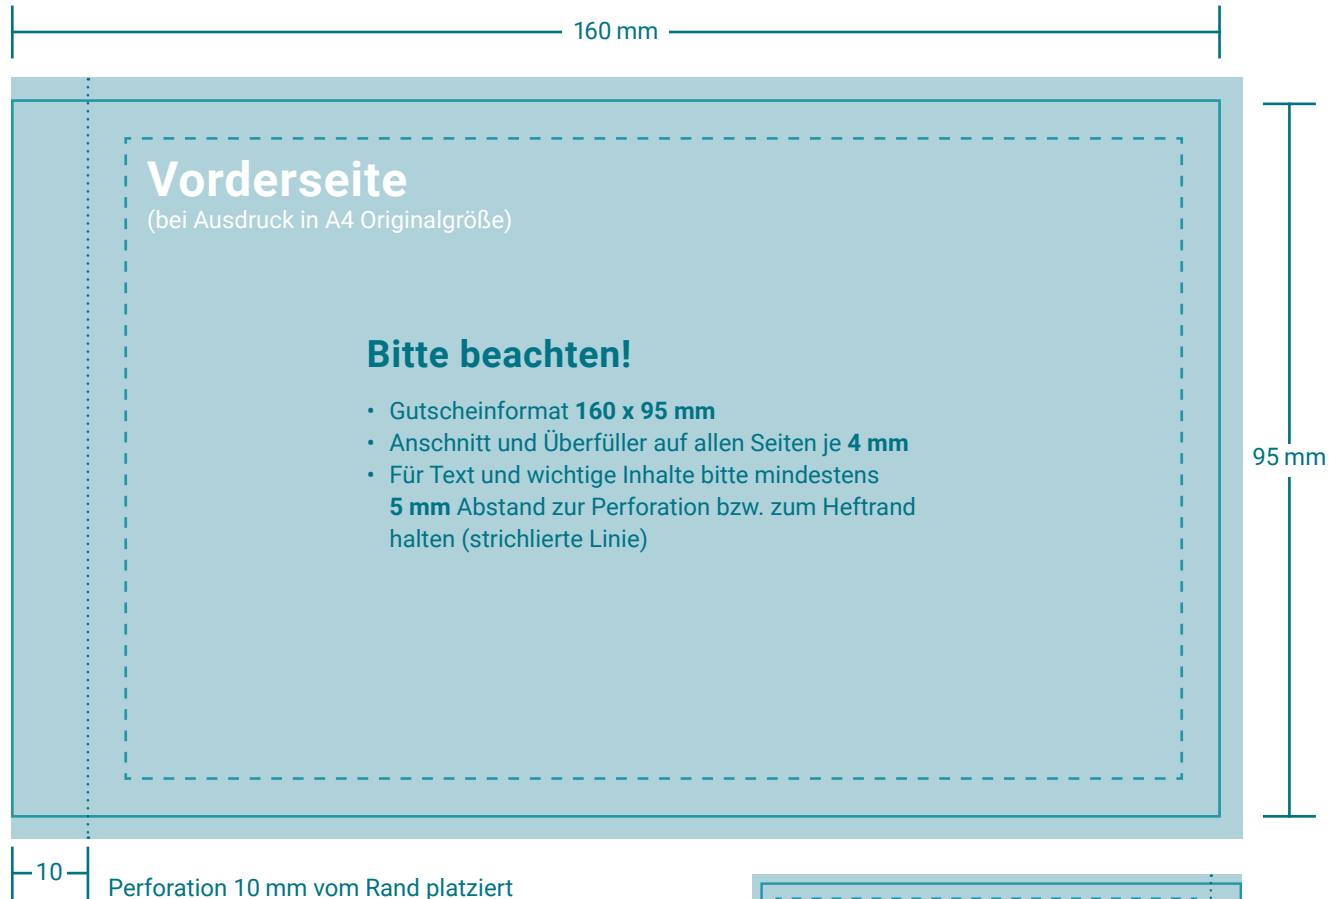 160 mm
Vorderseite
(bei Ausdruck in A4 Originalgröße)
Bitte beachten!
• Gutscheinformat 160 x 95 mm
• Anschnitt und Überfüller auf allen Seiten je 4 mm
• Für Text und wichtige Inhalte bitte mindestens
5 mm Abstand zur Perforation bzw. zum Heftrand
halten (strichlierte Linie)
95 mm
10
Perforation 10 mm vom Rand platziert